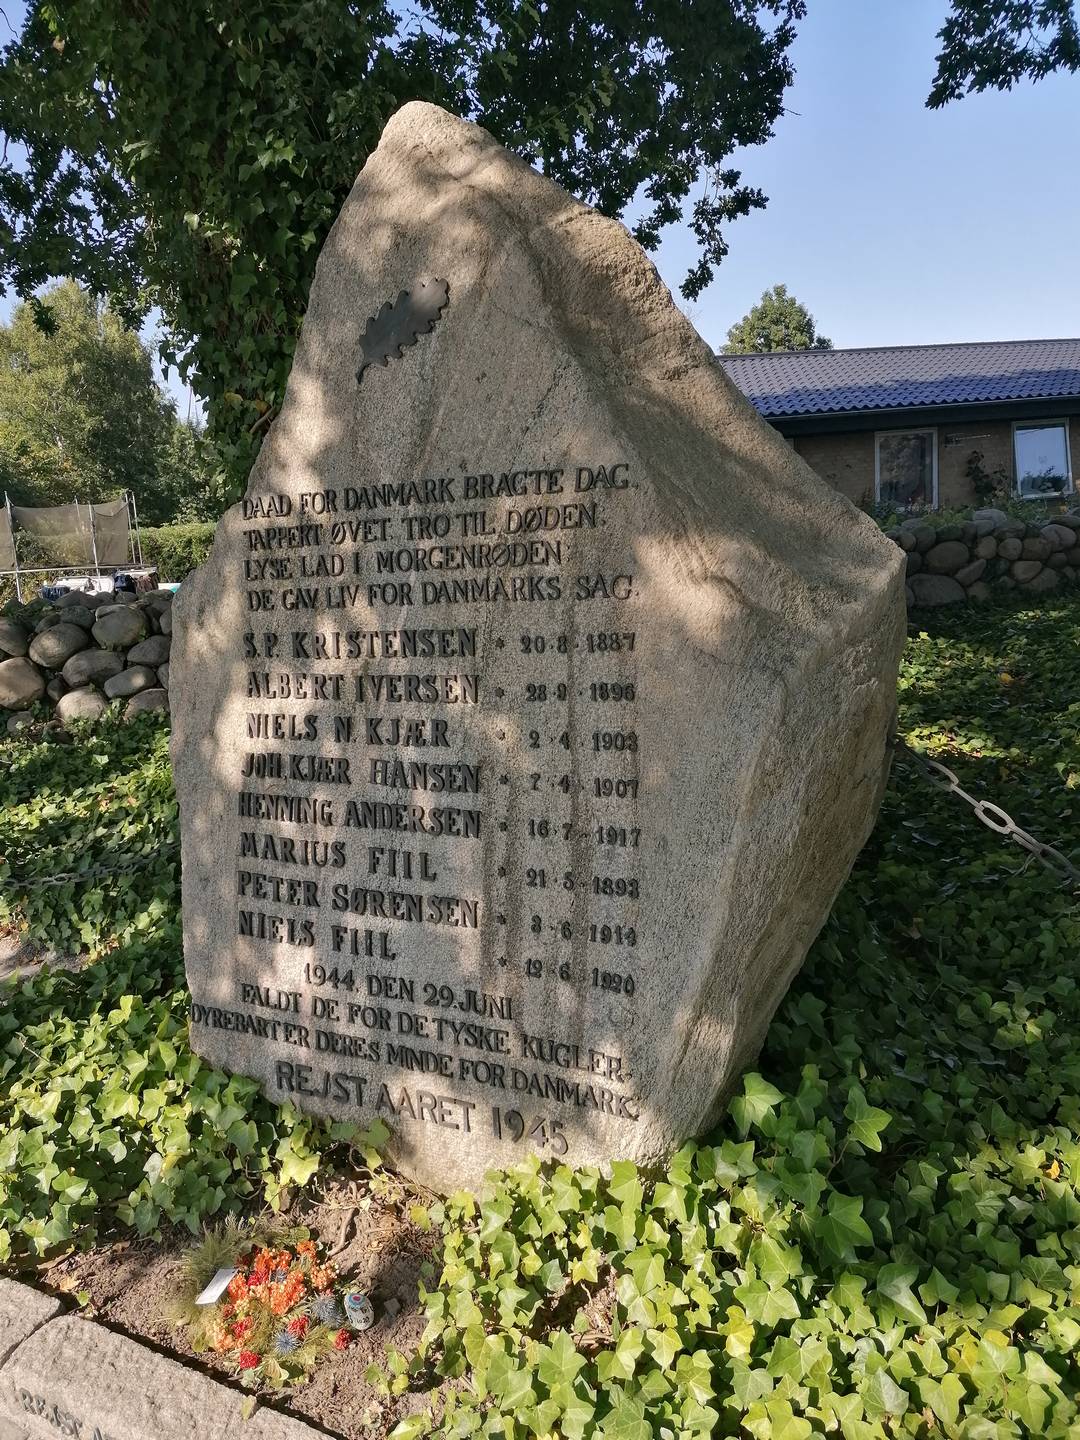 DAAD FOR DANMARK BRAGTE DAG.
TAPPERT ØVET. TRO TIL DØDEN.
LYSE LAD I MORGENRØDEN
DE GAV LIV FOR DANMARKS SAG.
S.P. KRISTENSEN * 20·8·1887
ALBERT IVERSEN * 28·9·1896
NIELS N. KJÆR * 2·4·1903
JOH. KJÆR HANSEN * 7·4·1907
HENNING ANDERSEN * 16·7·1917
MARIUS FIIL * 21·5·1893
PETER SØRENSEN * 3·6·1914
NIELS FIIL * 12·6·1920
1944. DEN 29. JUNI
FALDT DE FOR DE TYSKE KUGLER.
DYREBART ER DERES MINDE FOR DANMARK
REJST AARET 1945
REJST